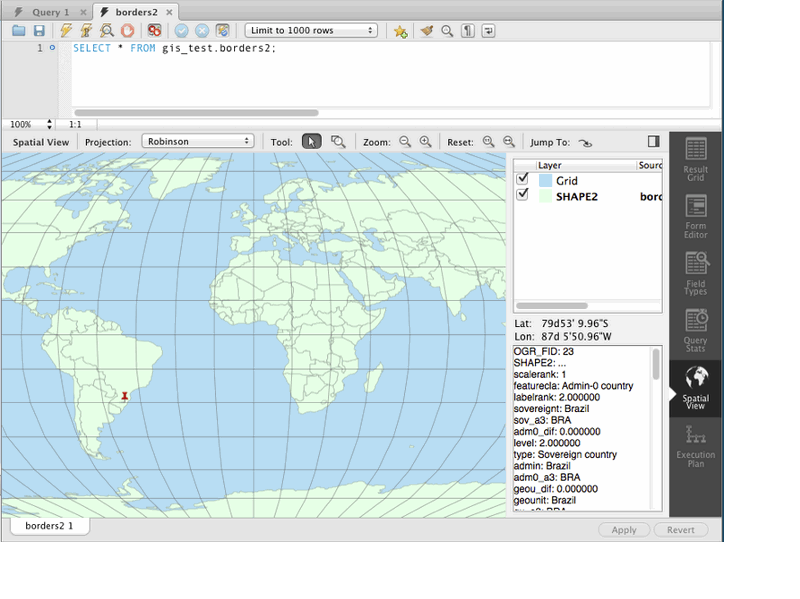 Query 1
borders2
Limit to 1000 rows
1 SELECT * FROM gis_test.borders2;
100% 1:1
Spatial View Projection: Robinson Tool: Zoom: Reset: Jump To:
Layer Sourc
Grid
SHAPE2 bord
Lat: 79d53' 9.96"S
Lon: 87d 5'50.96"W
OGR_FID: 23
SHAPE2: ...
scalerank: 1
featurecla: Admin-0 country
labelrank: 2.000000
sovereignt: Brazil
sov_a3: BRA
adm0_dif: 0.000000
level: 2.000000
type: Sovereign country
admin: Brazil
adm0_a3: BRA
geou_dif: 0.000000
geounit: Brazil
Result
Grid
Form
Editor
Field
Types
Query
Stats
Spatial
View
Execution
Plan
borders2 1
Apply Revert